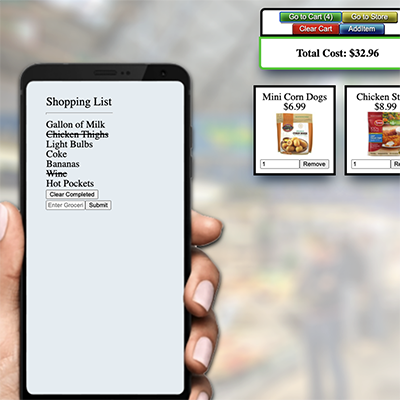 Shopping List
Gallon of Milk
Chicken Thighs
Light Bulbs
Coke
Bananas
Wine
Hot Pockets
Clear Completed
Enter Groceri Submit
Go to Cart (4) Go to Store
Clear Cart Additem
Total Cost: $32.96
Mini Corn Dogs
$6.99
1 Remove
Chicken St
$8.99
1 Re